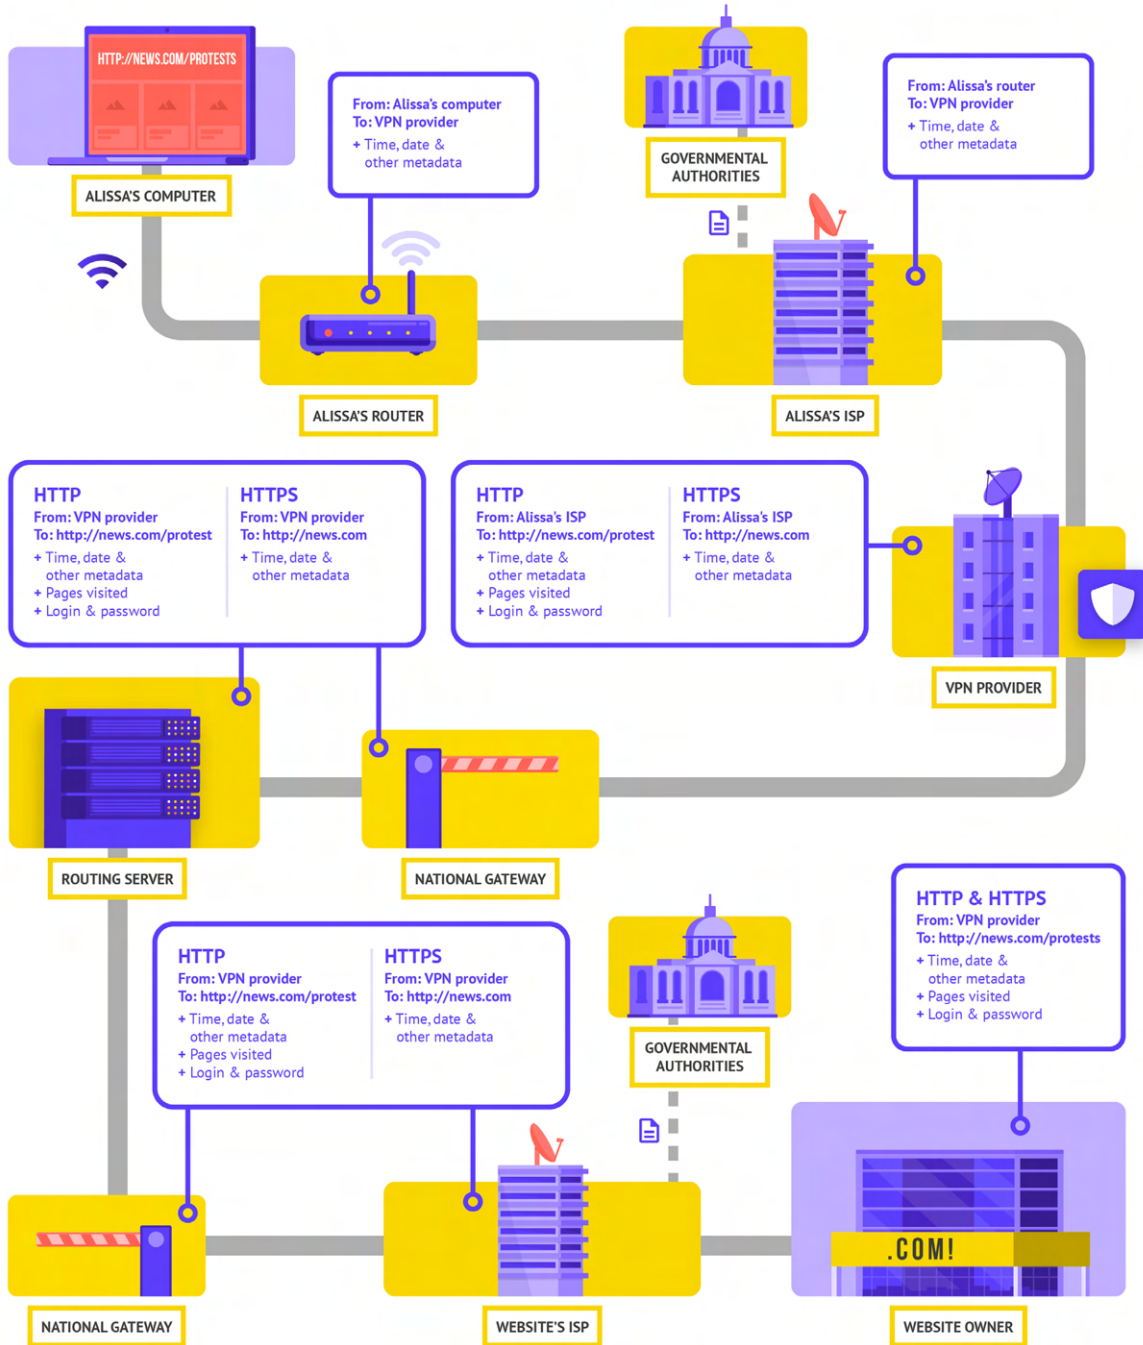 HTTP://NEWS.COM/PROTESTS
ALISSA'S COMPUTER
From: Alissa's computer
To: VPN provider
+ Time, date &
other metadata
GOVERNMENTAL
AUTHORITIES
From: Alissa's router
To: VPN provider
+ Time, date &
other metadata
ALISSA'S ROUTER
ALISSA'S ISP
HTTP
From: VPN provider
To: http://news.com/protest
+ Time, date &
other metadata
+ Pages visited
+ Login & password
HTTPS
From: VPN provider
To: http://news.com
+ Time, date &
other metadata
HTTP
From: Alissa's ISP
To: http://news.com/protest
+ Time, date &
other metadata
+ Pages visited
+ Login & password
HTTPS
From: Alissa's ISP
To: http://news.com
+ Time, date &
other metadata
VPN PROVIDER
ROUTING SERVER
NATIONAL GATEWAY
HTTP
From: VPN provider
To: http://news.com/protest
+ Time, date &
other metadata
+ Pages visited
+ Login & password
HTTPS
From: VPN provider
To: http://news.com
+ Time, date &
other metadata
GOVERNMENTAL
AUTHORITIES
HTTP & HTTPS
From: VPN provider
To: http://news.com/protests
+ Time, date &
other metadata
+ Pages visited
+ Login & password
.COM!
NATIONAL GATEWAY
WEBSITE'S ISP
WEBSITE OWNER